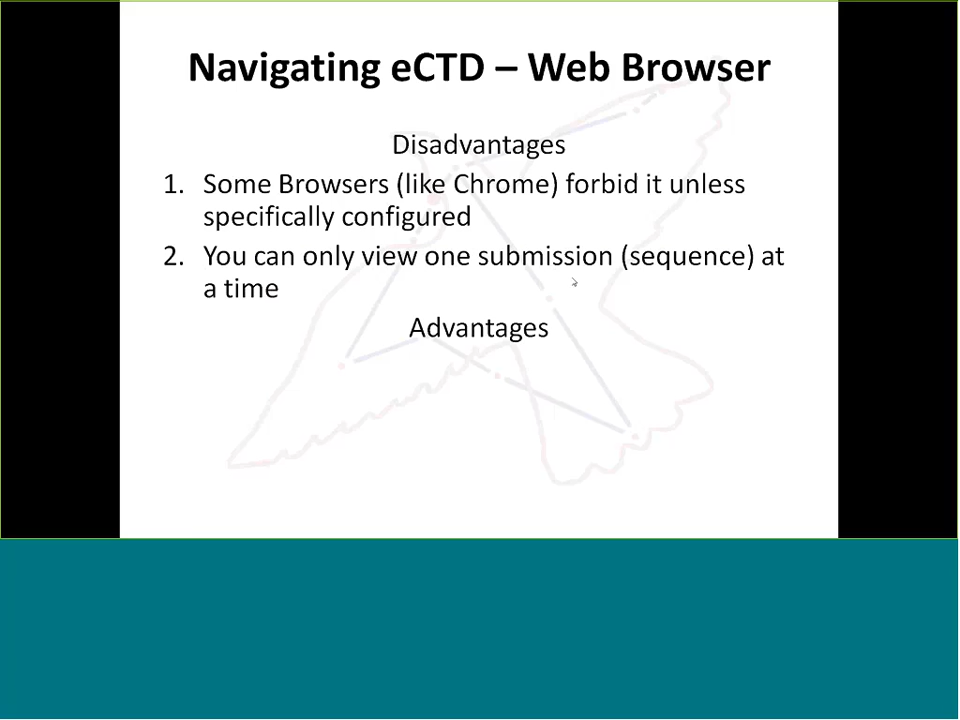 Navigating eCTD – Web Browser
Disadvantages
1. Some Browsers (like Chrome) forbid it unless
specifically configured
2. You can only view one submission (sequence) at
a time
Advantages